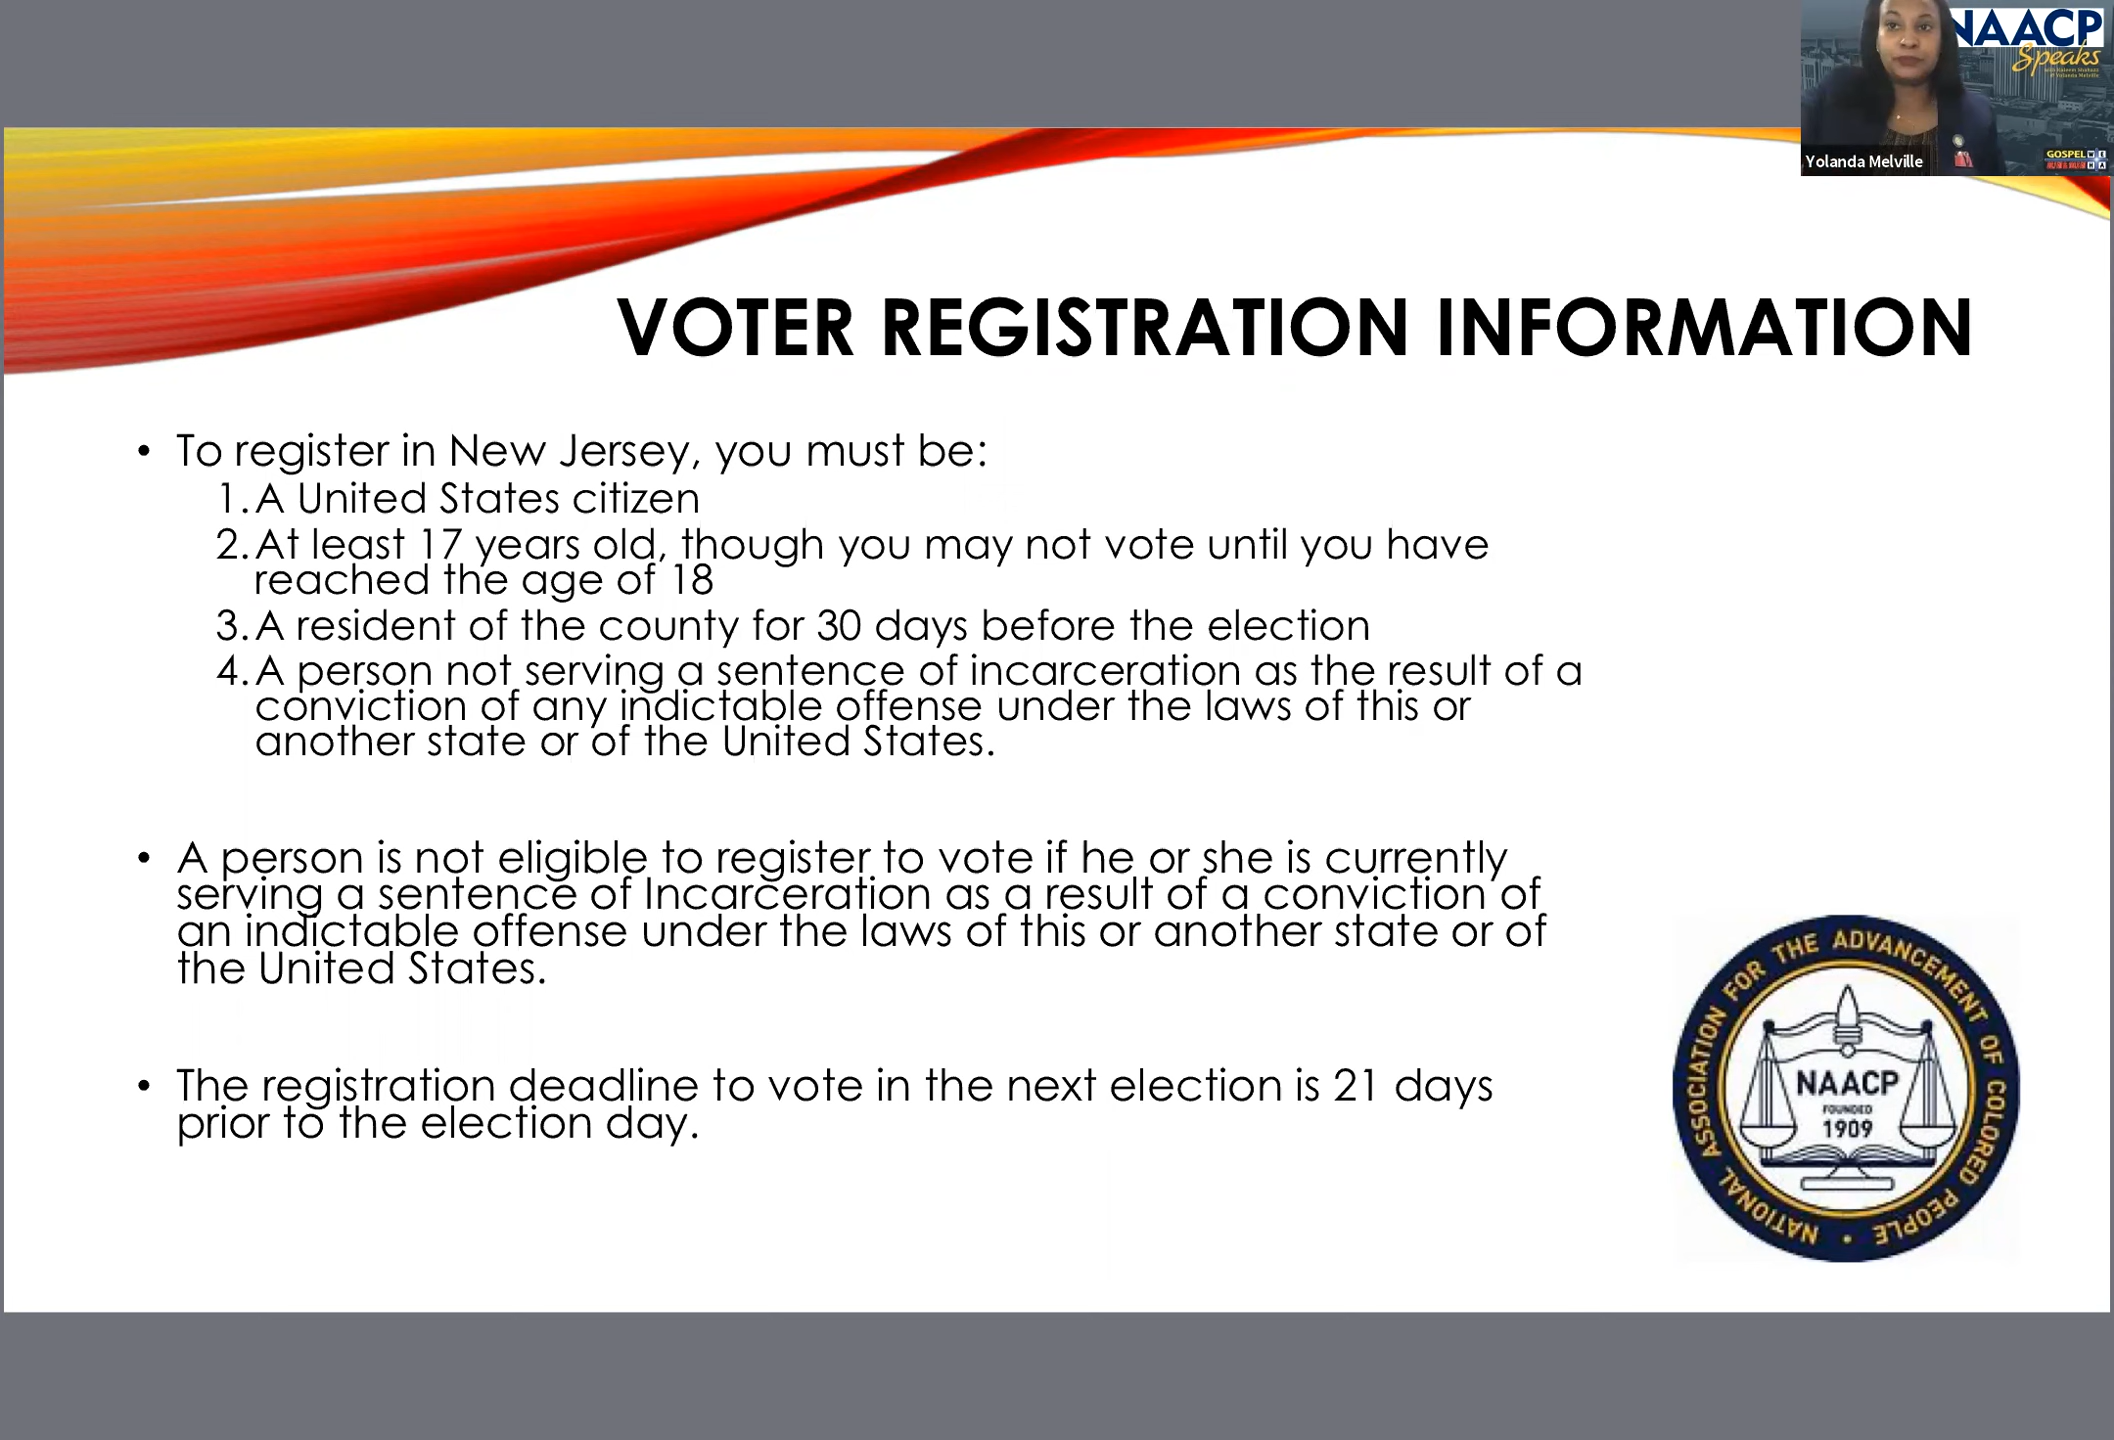 NAACP
Speaks
Yolanda Melville
GOSPEL
VOTER REGISTRATION INFORMATION
• To register in New Jersey, you must be:
1. A United States citizen
2. At least 17 years old, though you may not vote until you have
reached the age of 18
3. A resident of the county for 30 days before the election
4. A person not serving a sentence of incarceration as the result of a
conviction of any indictable offense under the laws of this or
another state or of the United States.
• A person is not eligible to register to vote if he or she is currently
serving a sentence of Incarceration as a result of a conviction of
an indictable offense under the laws of this or another state or of
the United States.
• The registration deadline to vote in the next election is 21 days
prior to the election day.
NATIONAL ASSOCIATION FOR THE ADVANCEMENT OF COLORED PEOPLE •
NAACP
FOUNDED
1909